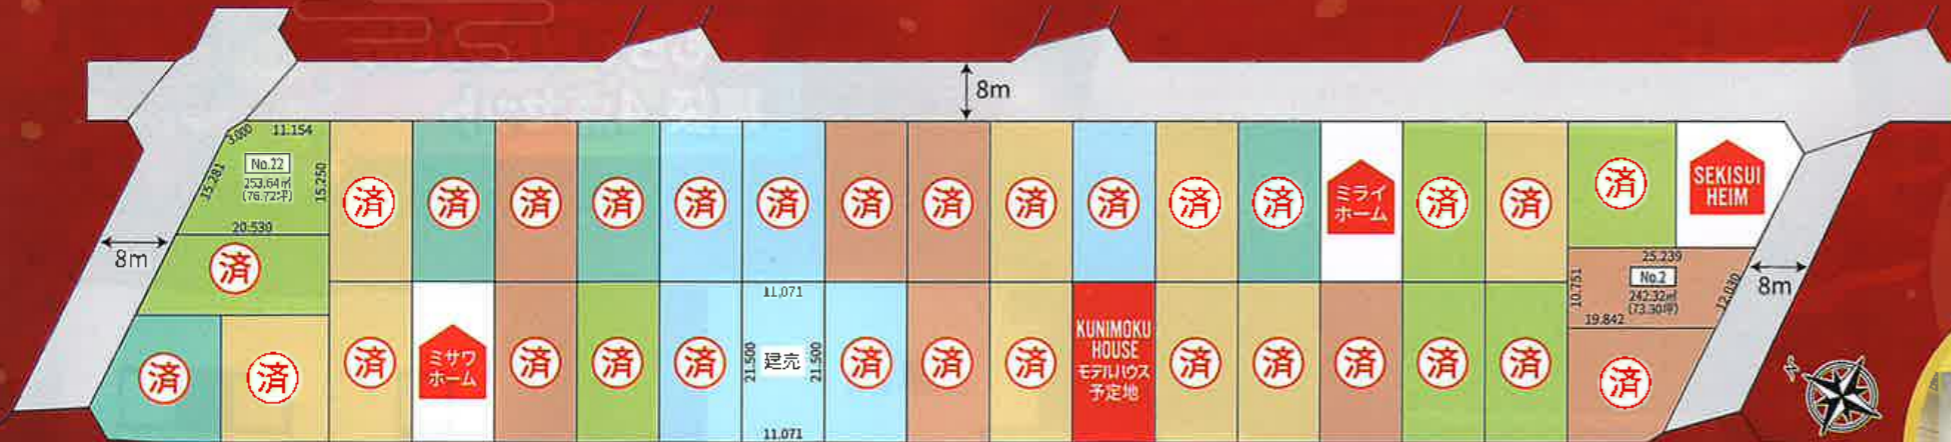 8m
3.000
11.154
No.22
253.64㎡
(76.72坪)
15.281
15.250
20.539
8m
済
済
済
済
済
済
済
済
済
済
済
済
済
済
ミライ
ホーム
済
済
済
SEKISUI
HEIM
25.239
No.2
242.32㎡
(73.30坪)
10.751
12.030
19.842
8m
済
済
済
済
ミサワ
ホーム
済
済
済
11.071
21.500
建売
21.500
11.071
済
済
済
KUNIMOKU
HOUSE
モデルハウス
予定地
済
済
済
済
済
済
N